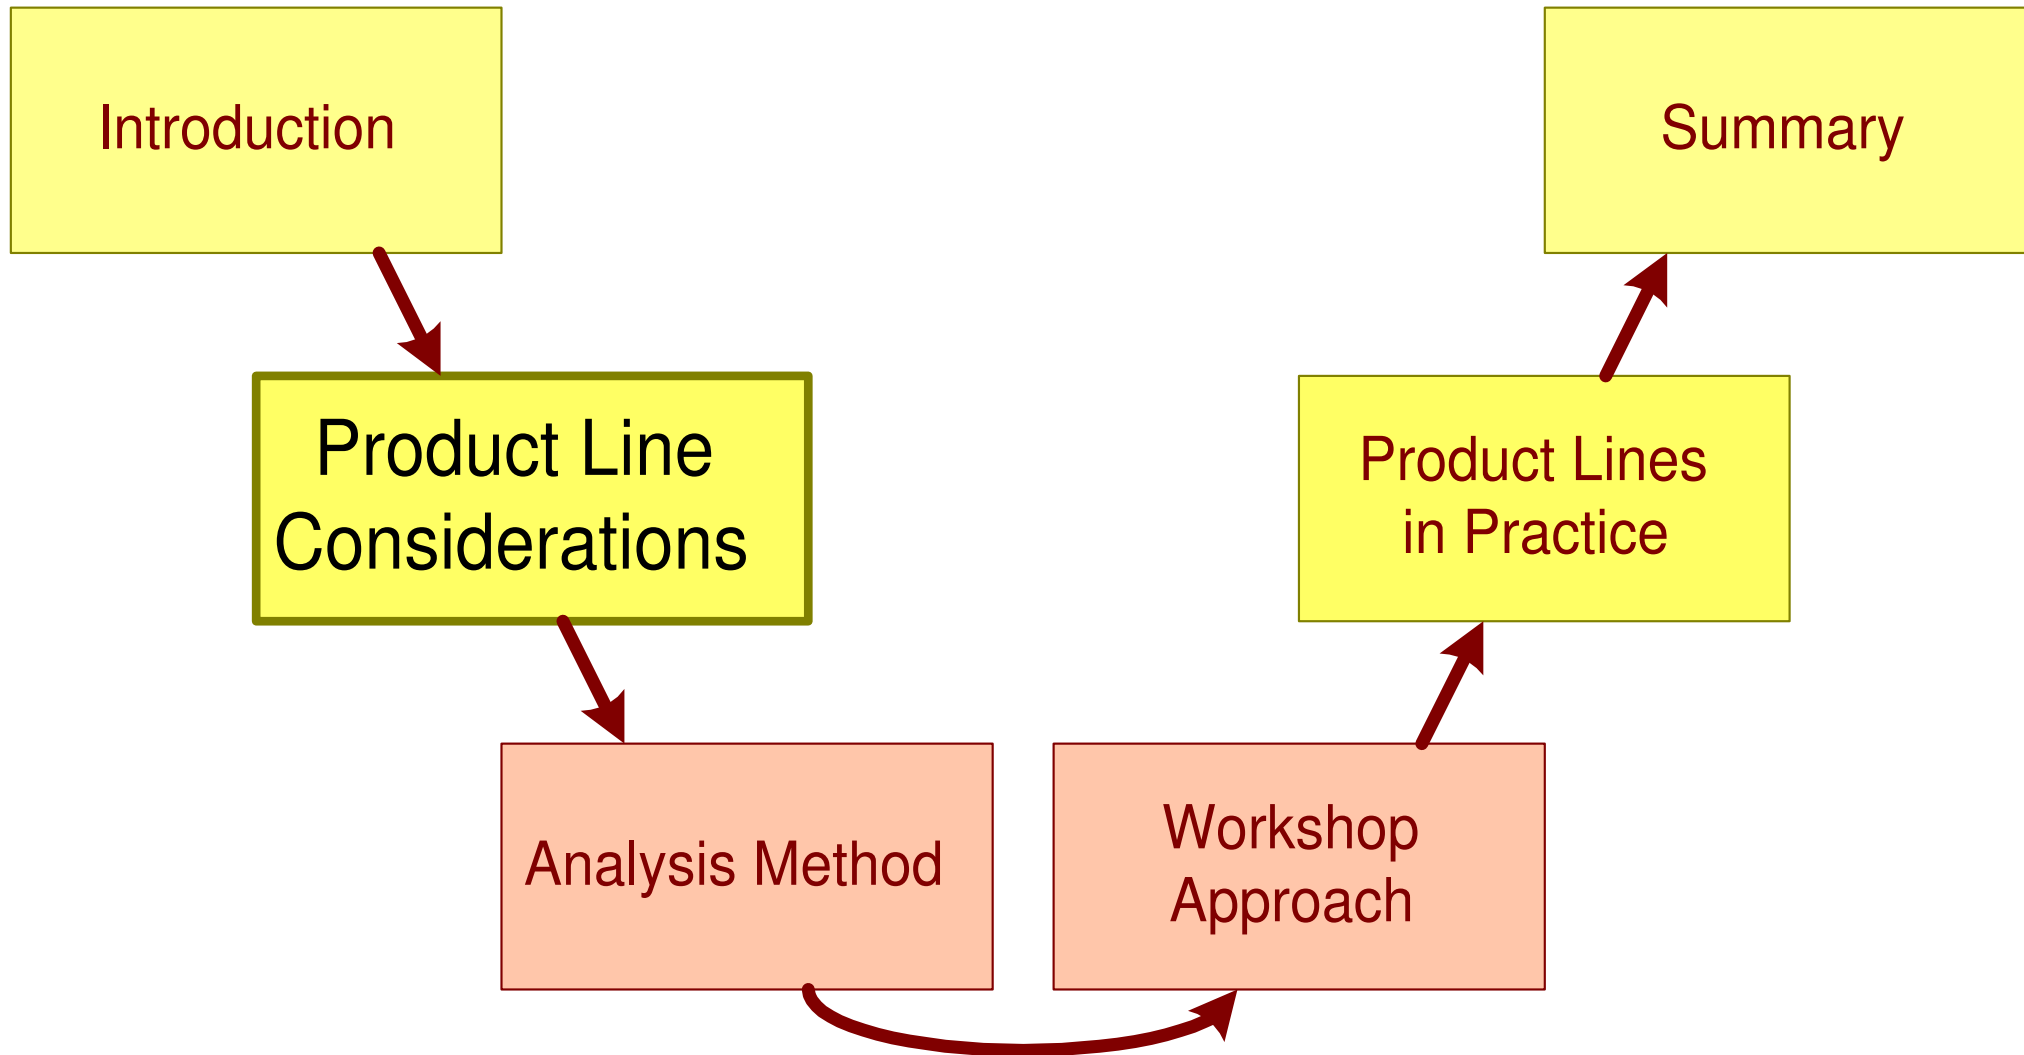 Introduction
Product Line
Considerations
Analysis Method
Workshop
Approach
Product Lines
in Practice
Summary